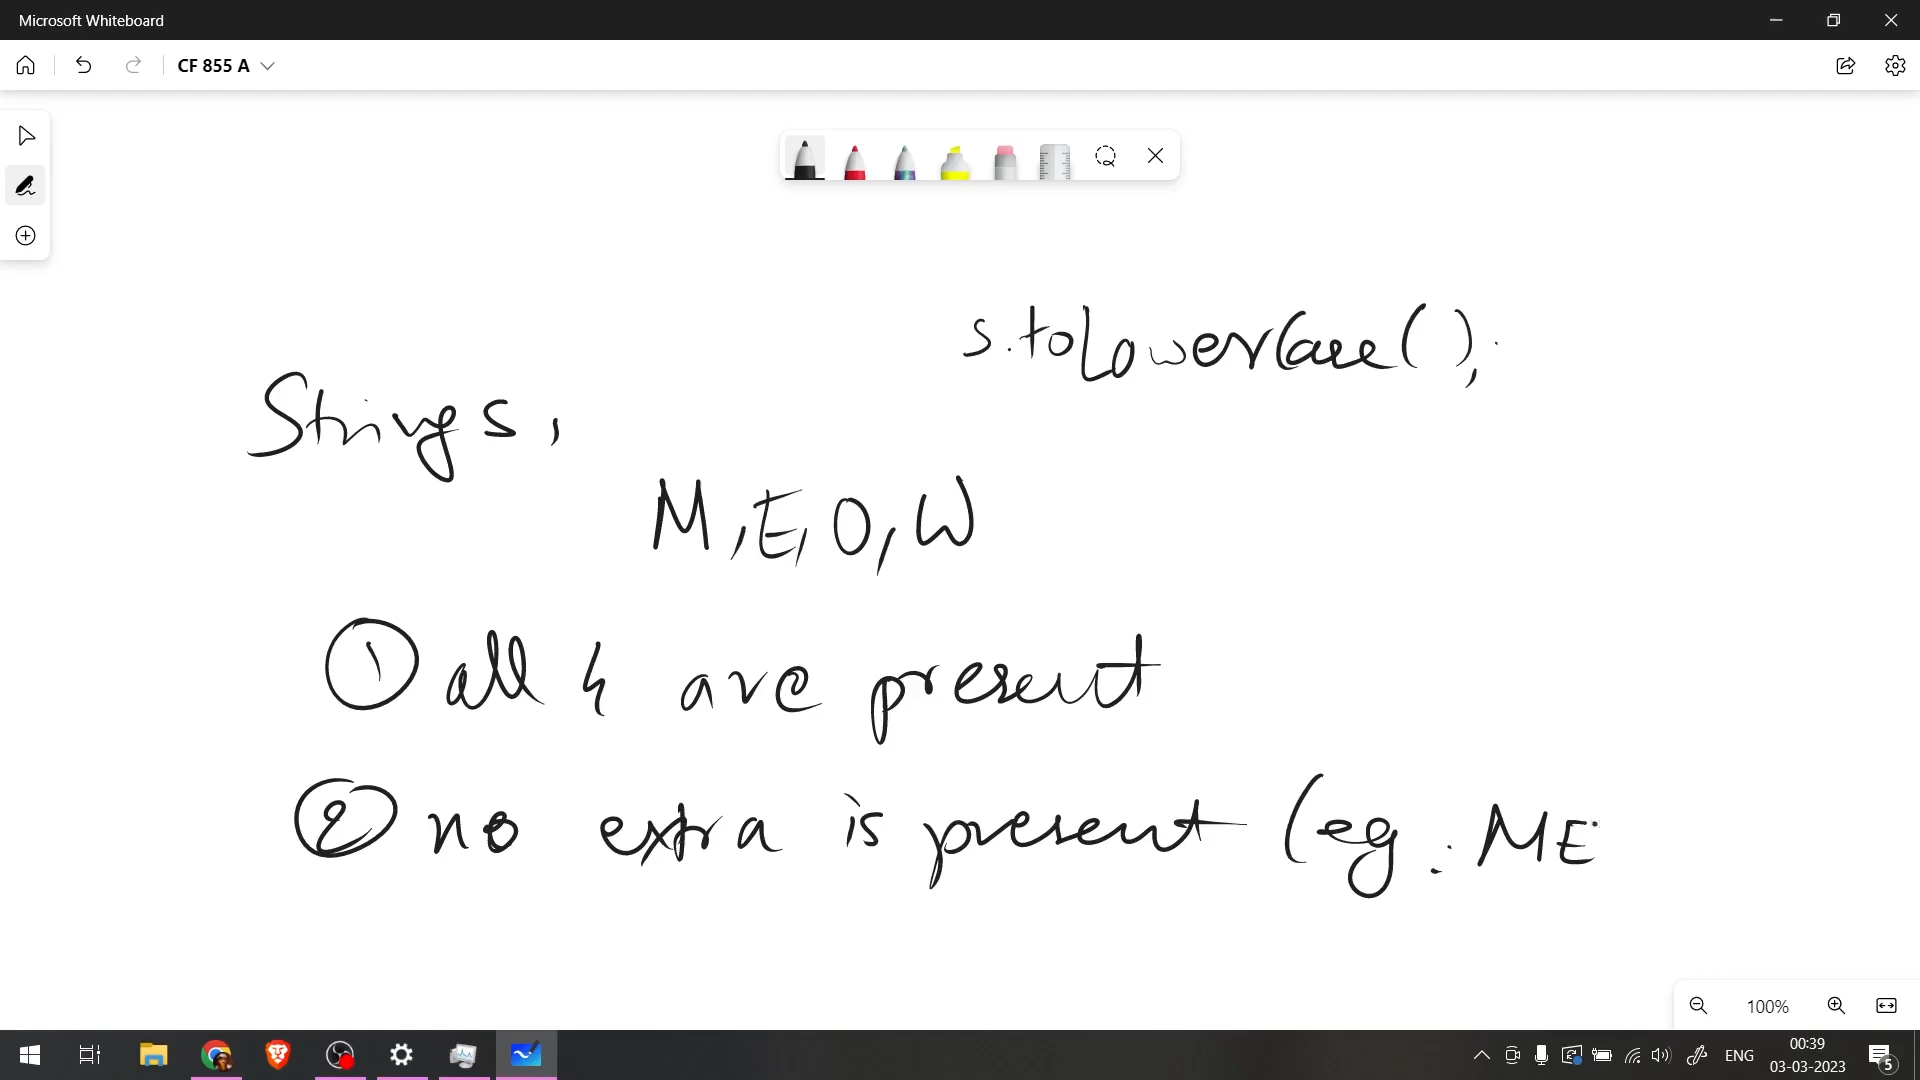 Microsoft Whiteboard
CF 855 A
s.toLowerCase();
String s,
M, E, O, W
① all 4 are present
② no extra is present (eg: ME
100%
ENG
00:39
03-03-2023
5